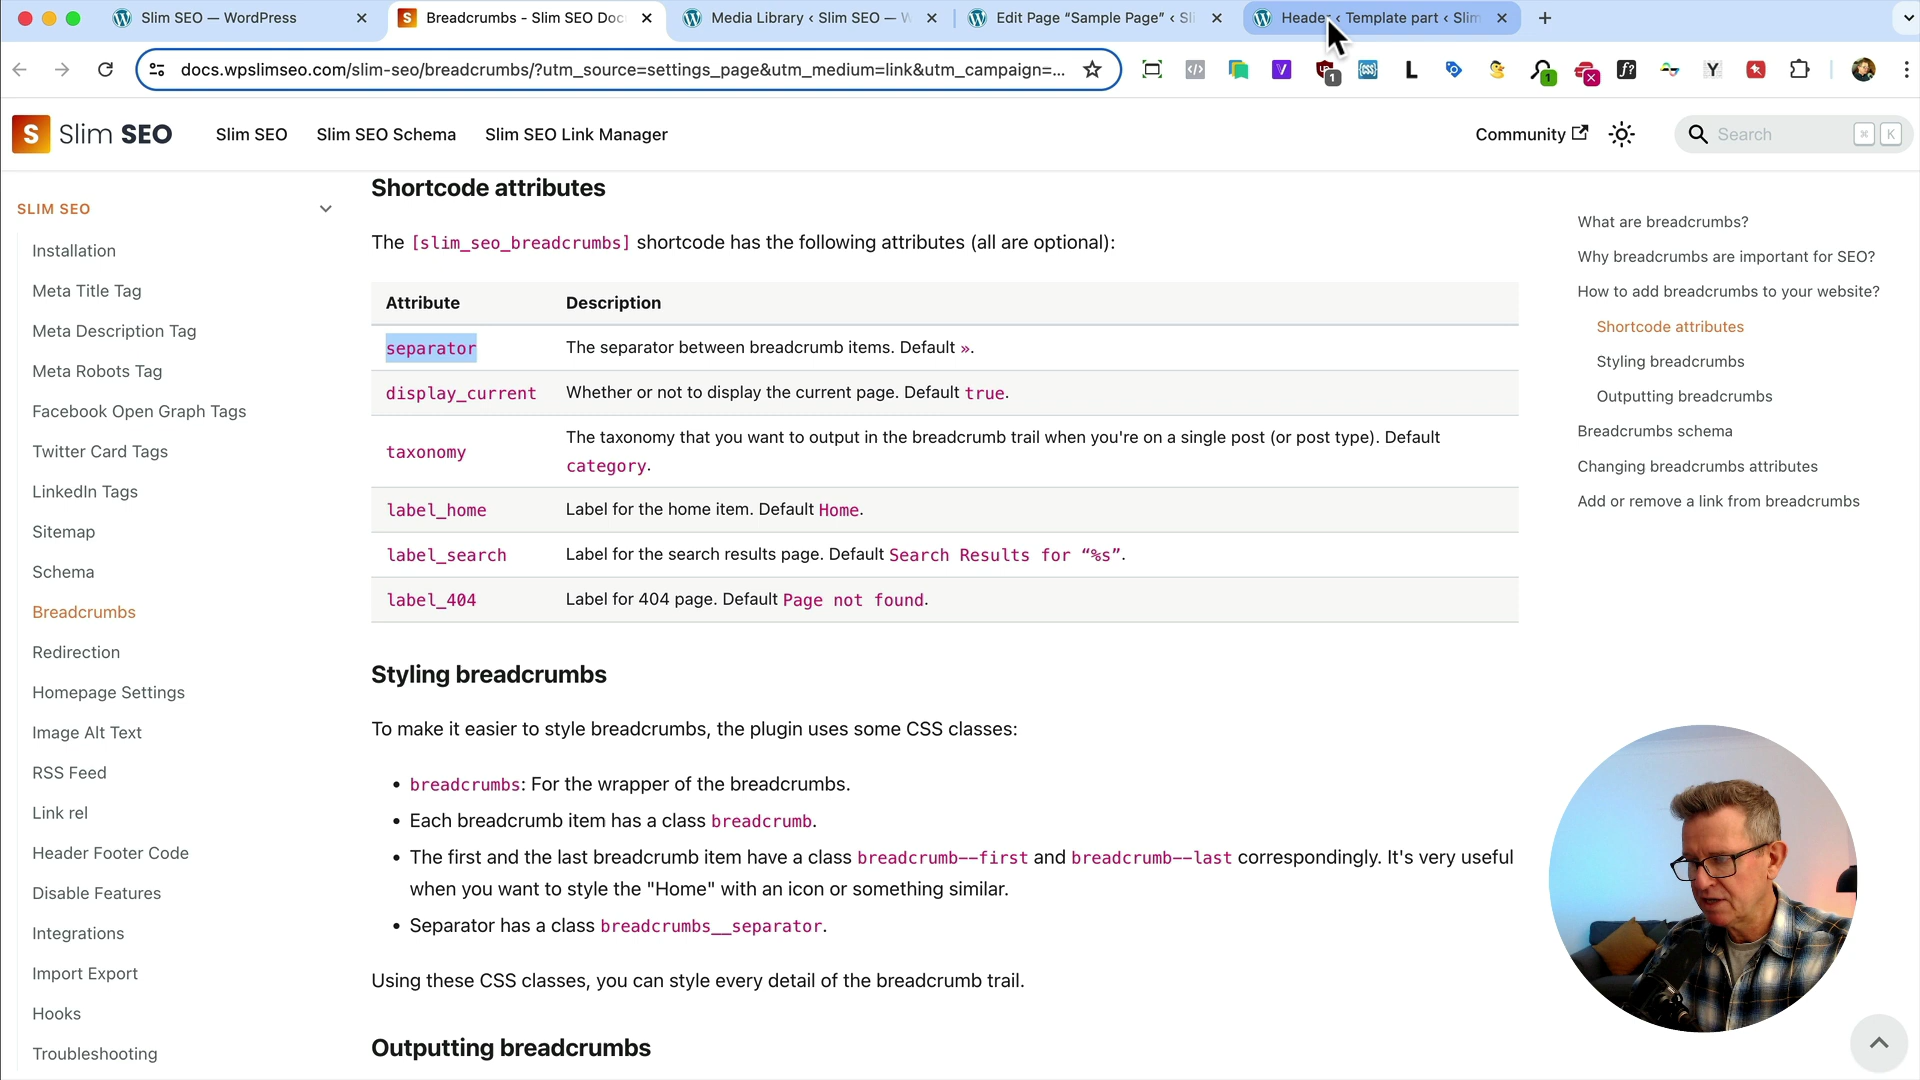 Slim SEO — WordPress
Breadcrumbs - Slim SEO Doc
Media Library ‹ Slim SEO — W
Edit Page “Sample Page” ‹ Sli
Header ‹ Template part ‹ Slim
docs.wpslimseo.com/slim-seo/breadcrumbs/?utm_source=settings_page&utm_medium=link&utm_campaign=...
S Slim SEO
Slim SEO
Slim SEO Schema
Slim SEO Link Manager
Community
Search
K
SLIM SEO
Installation
Meta Title Tag
Meta Description Tag
Meta Robots Tag
Facebook Open Graph Tags
Twitter Card Tags
LinkedIn Tags
Sitemap
Schema
Breadcrumbs
Redirection
Homepage Settings
Image Alt Text
RSS Feed
Link rel
Header Footer Code
Disable Features
Integrations
Import Export
Hooks
Troubleshooting
Shortcode attributes
The [slim_seo_breadcrumbs] shortcode has the following attributes (all are optional):
Attribute Description
separator The separator between breadcrumb items. Default ».
display_current Whether or not to display the current page. Default true.
taxonomy The taxonomy that you want to output in the breadcrumb trail when you're on a single post (or post type). Default
category.
label_home Label for the home item. Default Home.
label_search Label for the search results page. Default Search Results for “%s”.
label_404 Label for 404 page. Default Page not found.
Styling breadcrumbs
To make it easier to style breadcrumbs, the plugin uses some CSS classes:
• breadcrumbs: For the wrapper of the breadcrumbs.
• Each breadcrumb item has a class breadcrumb.
• The first and the last breadcrumb item have a class breadcrumb--first and breadcrumb--last correspondingly. It's very useful
when you want to style the "Home" with an icon or something similar.
• Separator has a class breadcrumbs__separator.
Using these CSS classes, you can style every detail of the breadcrumb trail.
Outputting breadcrumbs
What are breadcrumbs?
Why breadcrumbs are important for SEO?
How to add breadcrumbs to your website?
Shortcode attributes
Styling breadcrumbs
Outputting breadcrumbs
Breadcrumbs schema
Changing breadcrumbs attributes
Add or remove a link from breadcrumbs